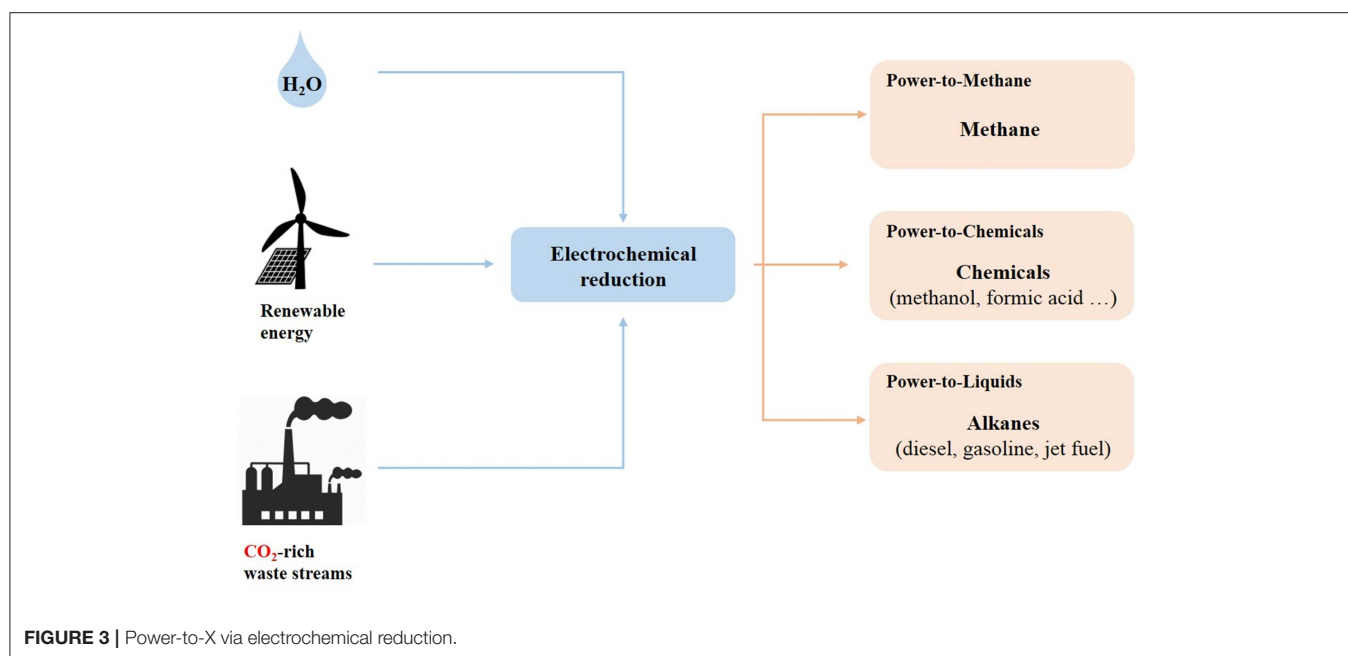 H₂O
Renewable
energy
CO₂-rich
waste streams
Electrochemical
reduction
Power-to-Methane
Methane
Power-to-Chemicals
Chemicals
(methanol, formic acid ...)
Power-to-Liquids
Alkanes
(diesel, gasoline, jet fuel)
FIGURE 3 | Power-to-X via electrochemical reduction.